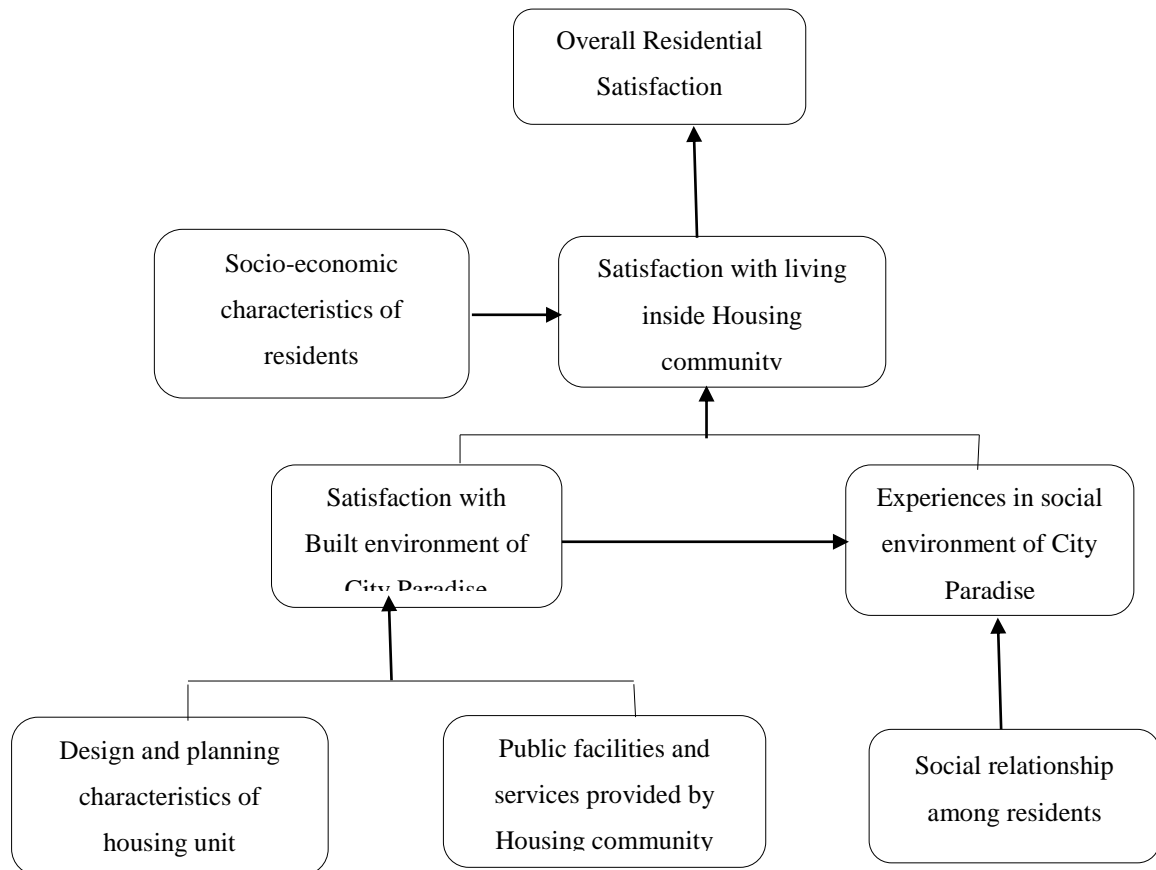 Overall Residential
Satisfaction
Socio-economic
characteristics of
residents
Satisfaction with living
inside Housing
community
Satisfaction with
Built environment of
City Paradise
Experiences in social
environment of City
Paradise
Design and planning
characteristics of
housing unit
Public facilities and
services provided by
Housing community
Social relationship
among residents